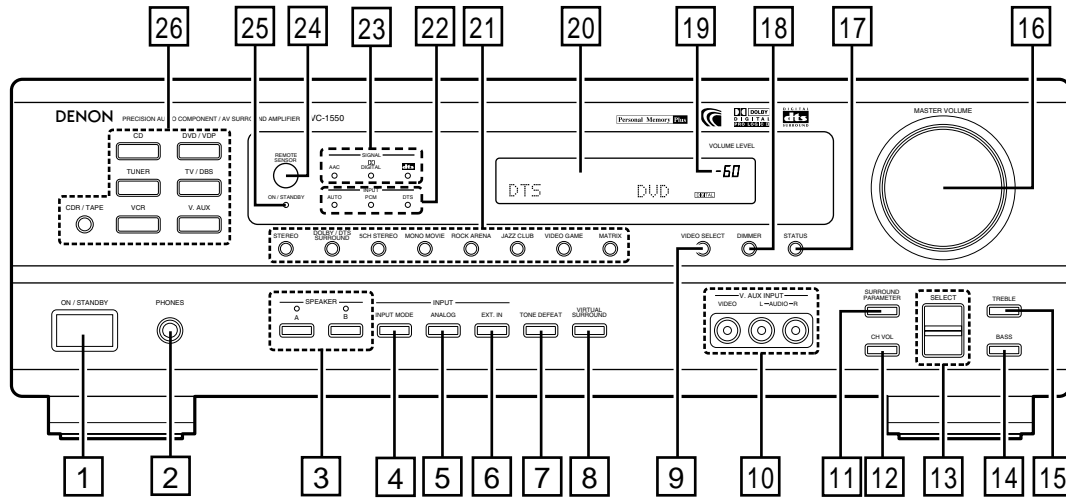 26 25 24 23 22 21 20 19 18 17 16
DENON PRECISION AUDIO COMPONENT / AV SURROUND AMPLIFIER VC-1550
Personal Memory Plus
DOLBY
DIGITAL
PRO LOGIC II
DIGITAL
dts
SURROUND
MASTER VOLUME
CD DVD / VDP
TUNER TV / DBS
CDR / TAPE VCR V. AUX
REMOTE
SENSOR
ON / STANDBY
SIGNAL
AAC DIGITAL dts
INPUT
AUTO PCM DTS
VOLUME LEVEL
-60
DTS DVD DIGITAL
STEREO DOLBY / DTS SURROUND 5CH STEREO MONO MOVIE ROCK ARENA JAZZ CLUB VIDEO GAME MATRIX
VIDEO SELECT DIMMER STATUS
ON / STANDBY PHONES
SPEAKER
A B
INPUT
INPUT MODE ANALOG EXT. IN TONE DEFEAT VIRTUAL SURROUND
V. AUX INPUT
VIDEO L–AUDIO–R
SURROUND
PARAMETER
CH VOL
SELECT
TREBLE
BASS
1 2 3 4 5 6 7 8 9 10 11 12 13 14 15